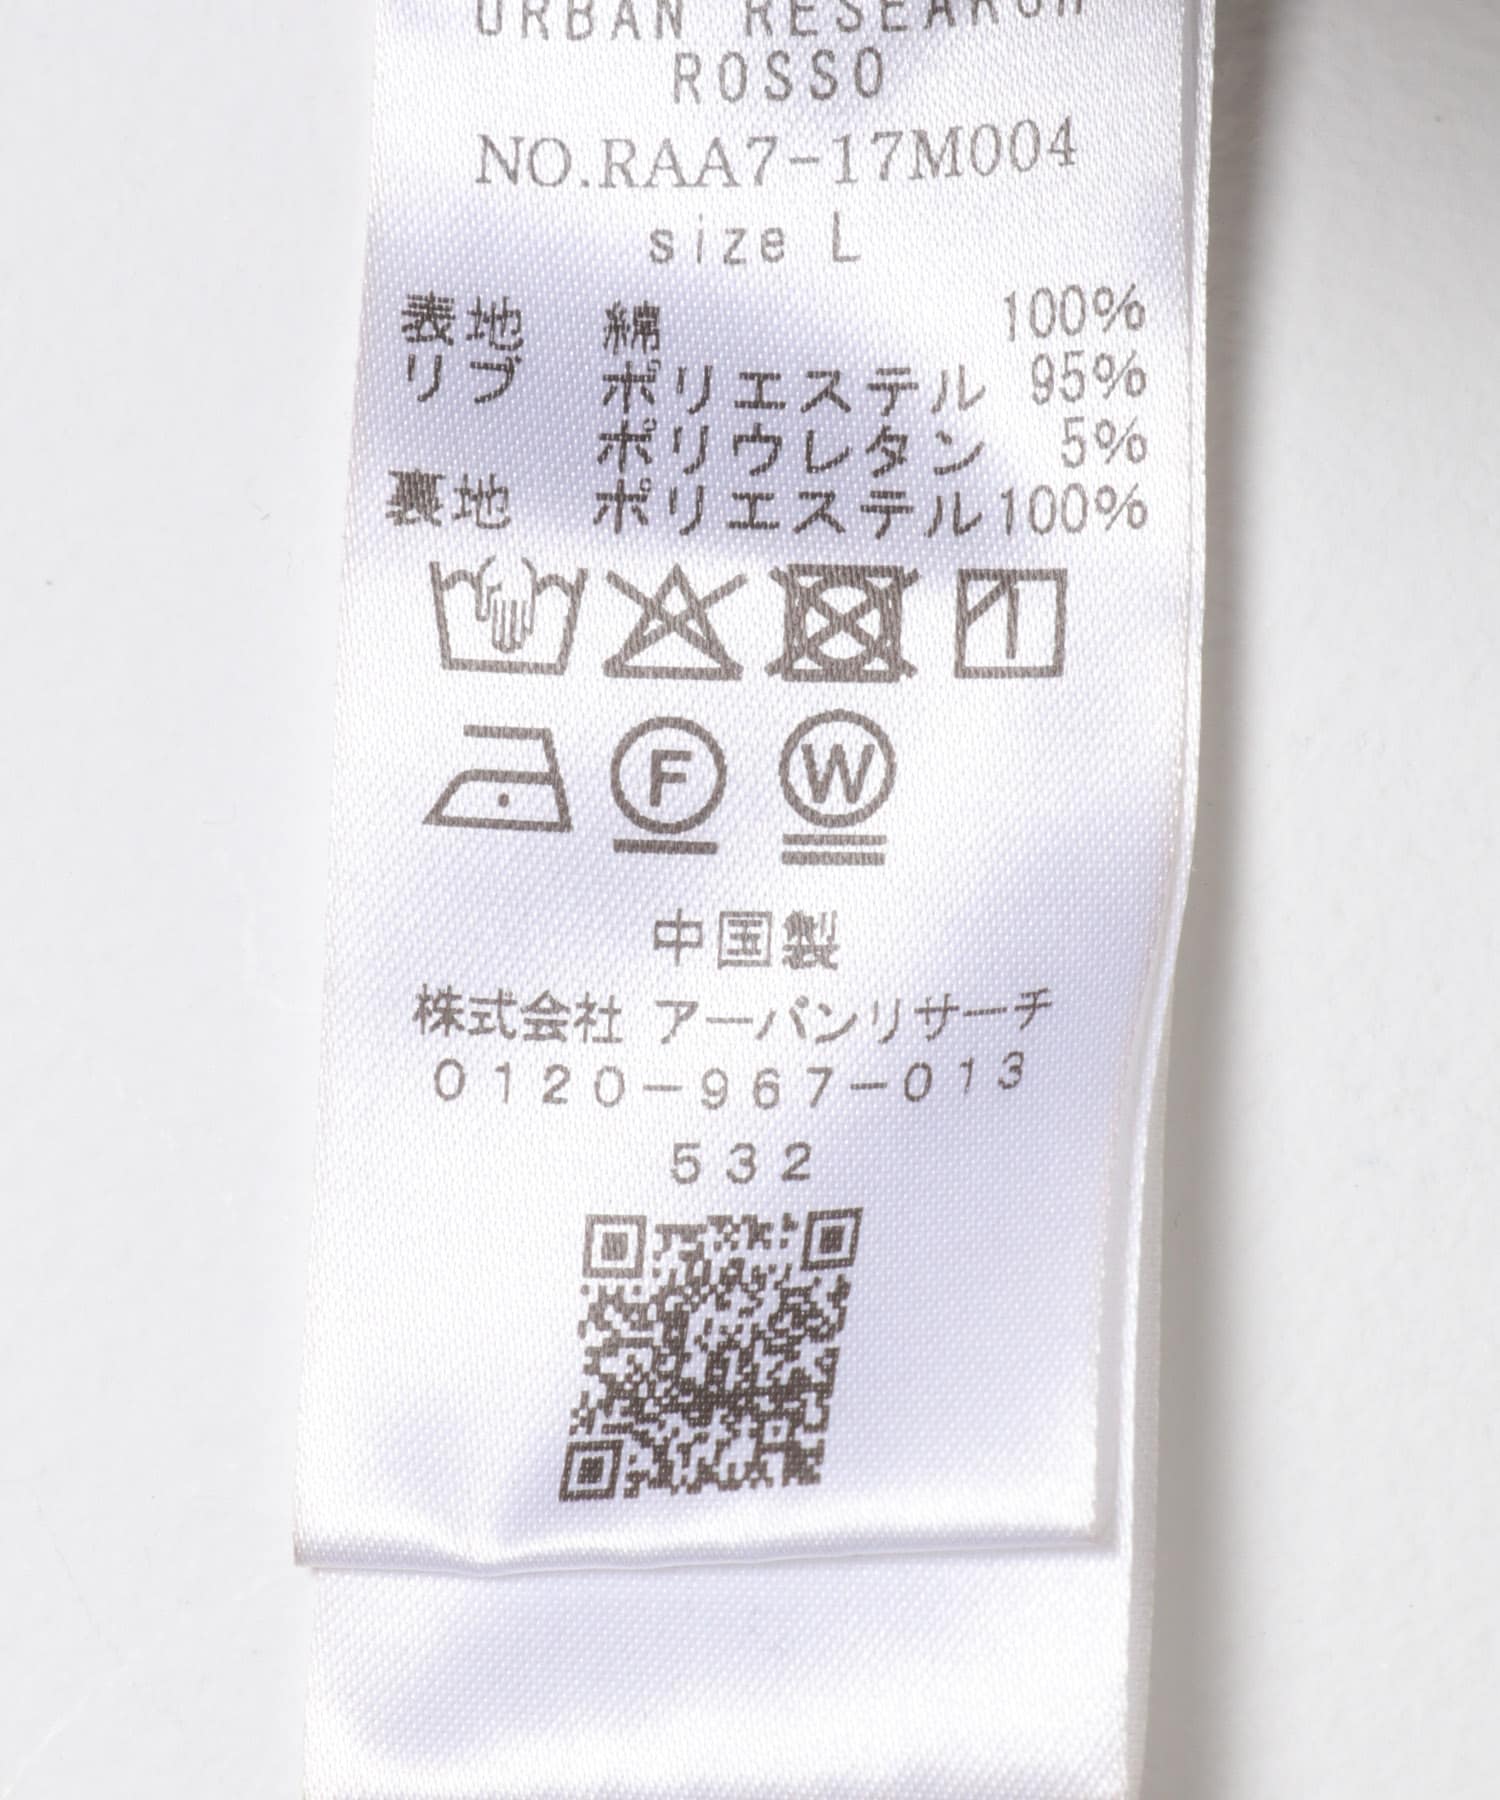 URBAN RESEARCH
ROSSO
NO.RAA7-17M004
size L
表地 綿 100%
リブ ポリエステル 95%
ポリウレタン 5%
裏地 ポリエステル 100%
F W
中国製
株式会社 アーバンリサーチ
0120-967-013
532